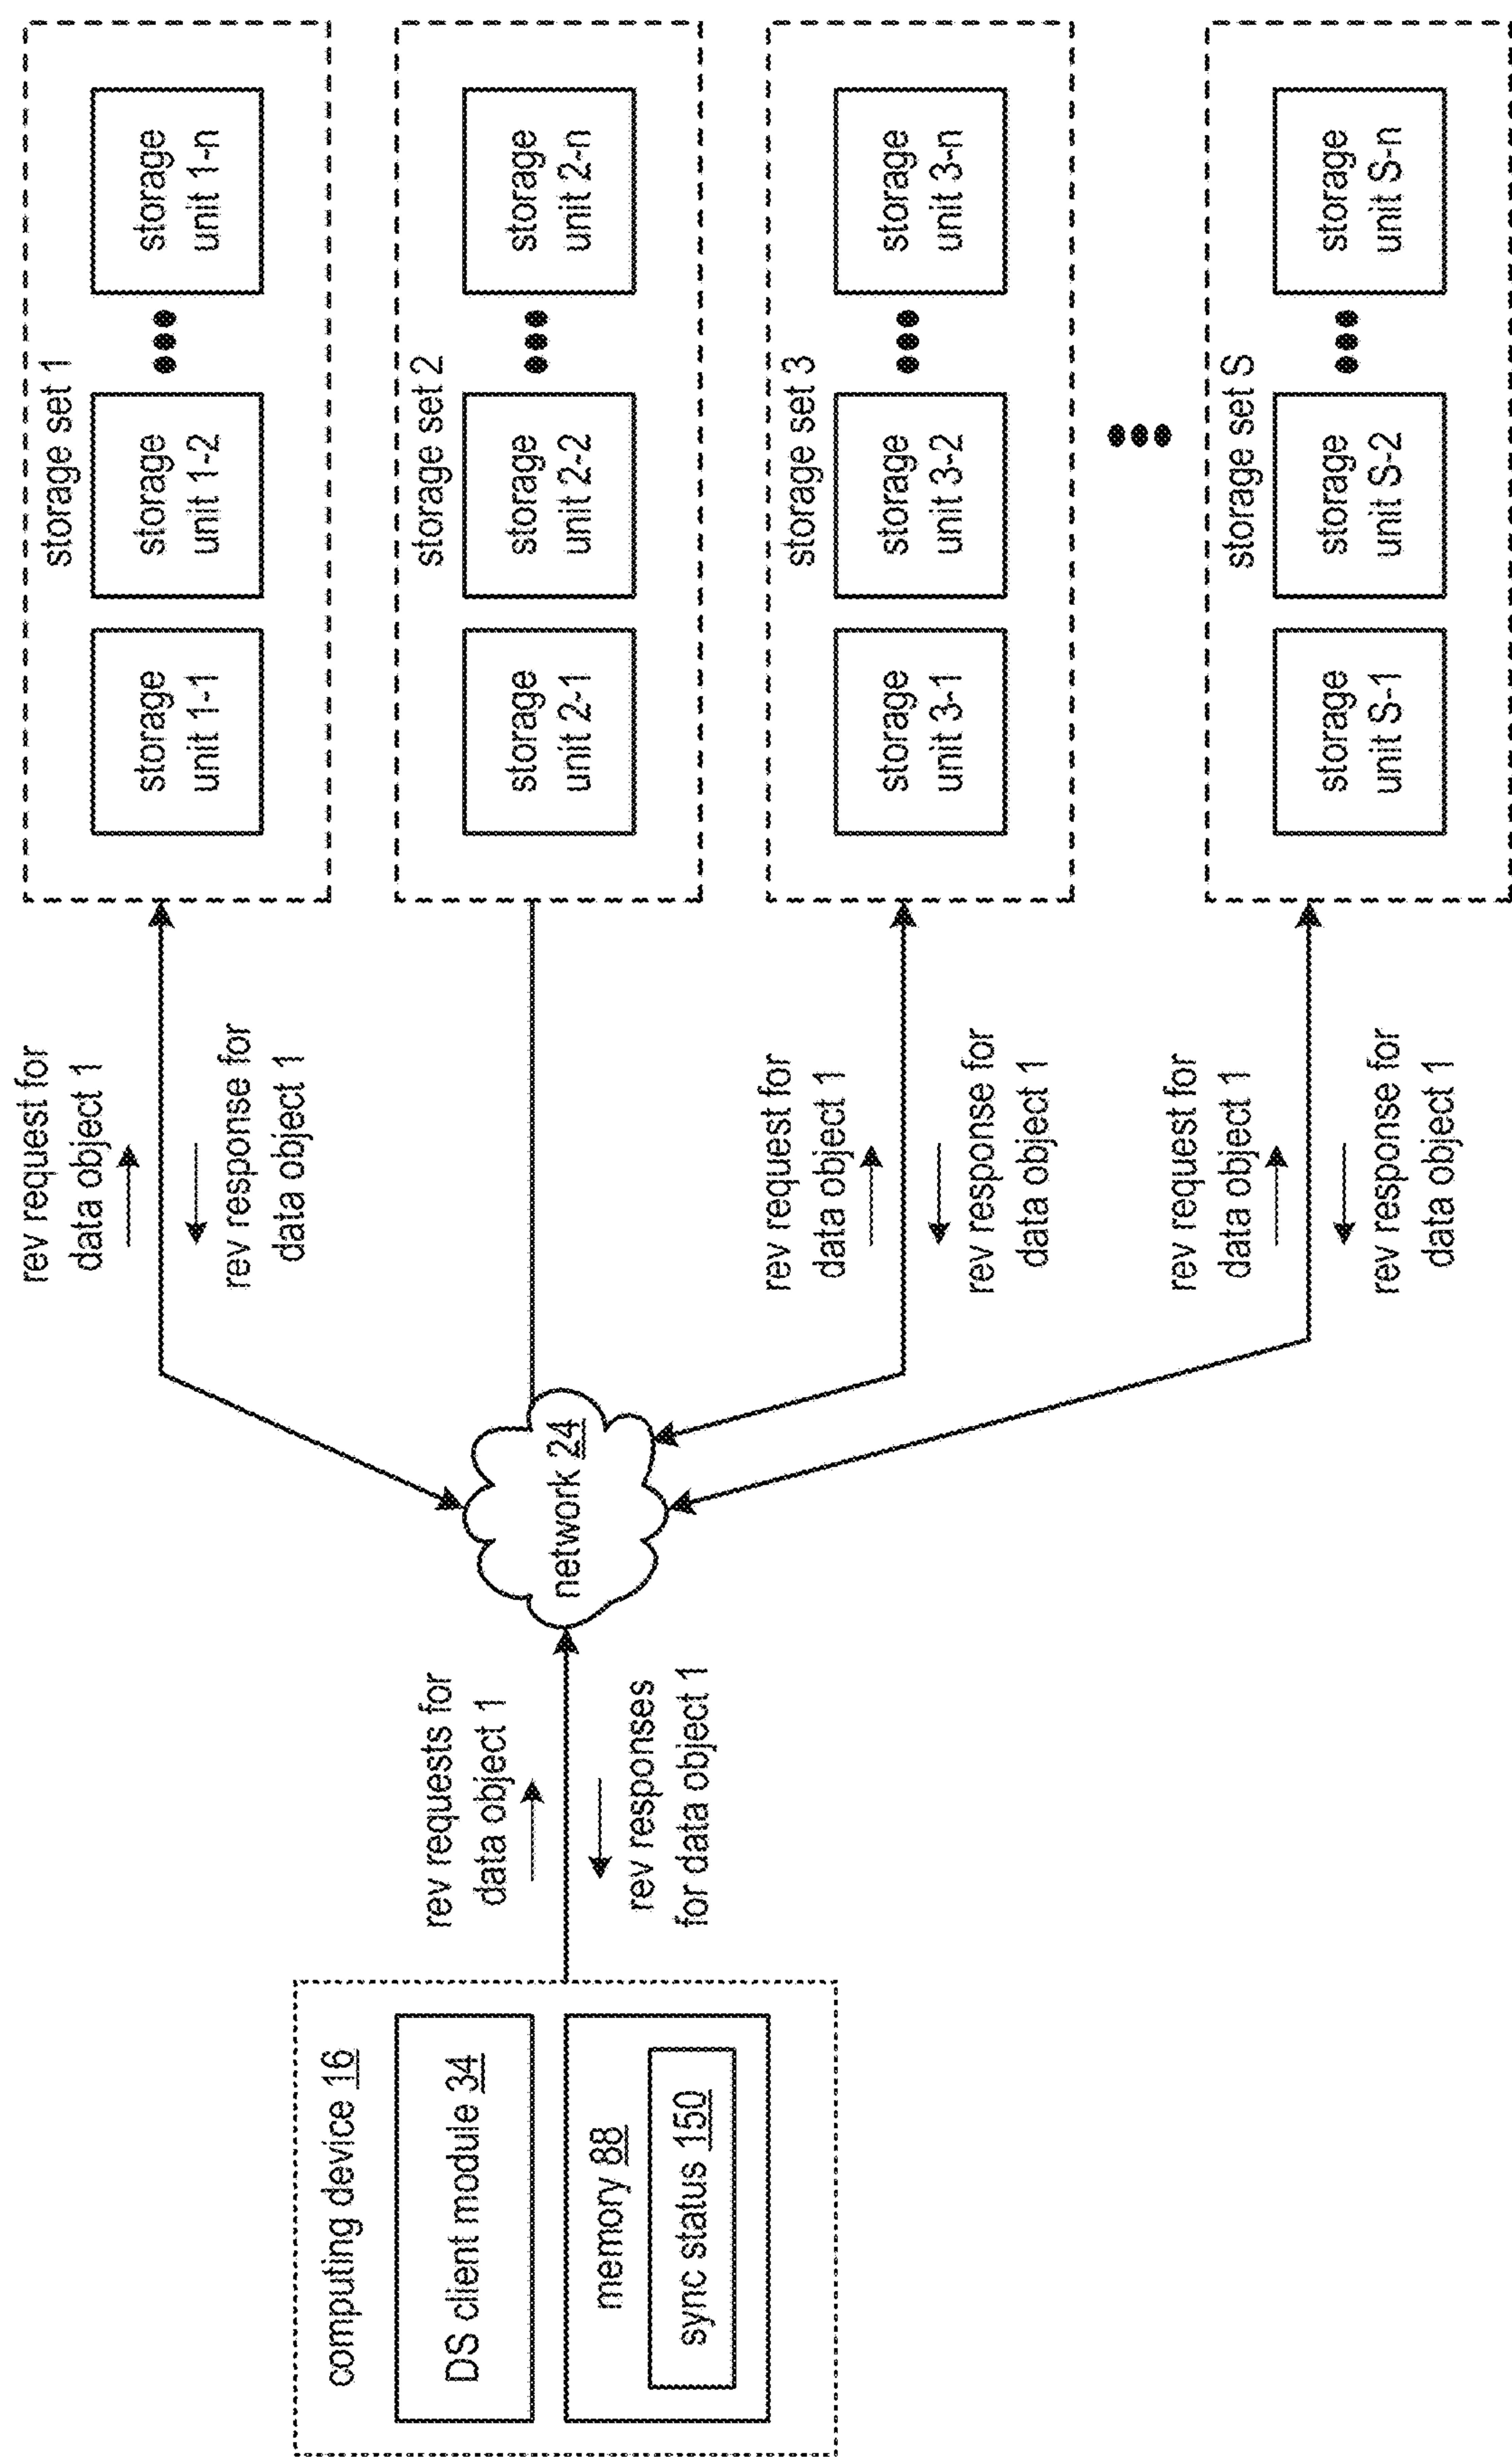 computing device 16
DS client module 34
memory 88
sync status 150
rev requests for
data object 1
rev responses
for data object 1
network 24
rev request for
data object 1
rev response for
data object 1
rev request for
data object 1
rev response for
data object 1
rev request for
data object 1
rev response for
data object 1
storage set 1
storage
unit 1-1
storage
unit 1-2
storage
unit 1-n
storage set 2
storage
unit 2-1
storage
unit 2-2
storage
unit 2-n
storage set 3
storage
unit 3-1
storage
unit 3-2
storage
unit 3-n
storage set S
storage
unit S-1
storage
unit S-2
storage
unit S-n